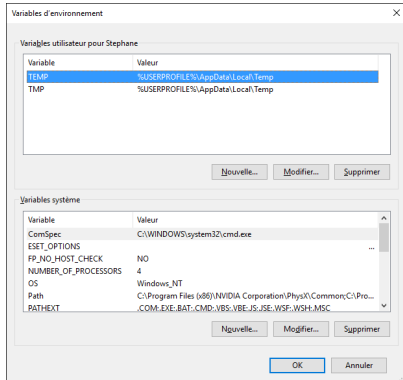 Variables d'environnement
Variables utilisateur pour Stephane
Variable Valeur
TEMP %USERPROFILE%\AppData\Local\Temp
TMP %USERPROFILE%\AppData\Local\Temp
Nouvelle... Modifier... Supprimer
Variables système
Variable Valeur
ComSpec C:\WINDOWS\system32\cmd.exe
ESET_OPTIONS ...
FP_NO_HOST_CHECK NO
NUMBER_OF_PROCESSORS 4
OS Windows_NT
Path C:\Program Files (x86)\NVIDIA Corporation\PhysX\Common;C:\Pro...
PATHEXT .COM;.EXE;.BAT;.CMD;.VBS;.VBE;.JS;.JSE;.WSF;.WSH;.MSC
Nouvelle... Modifier... Supprimer
OK Annuler